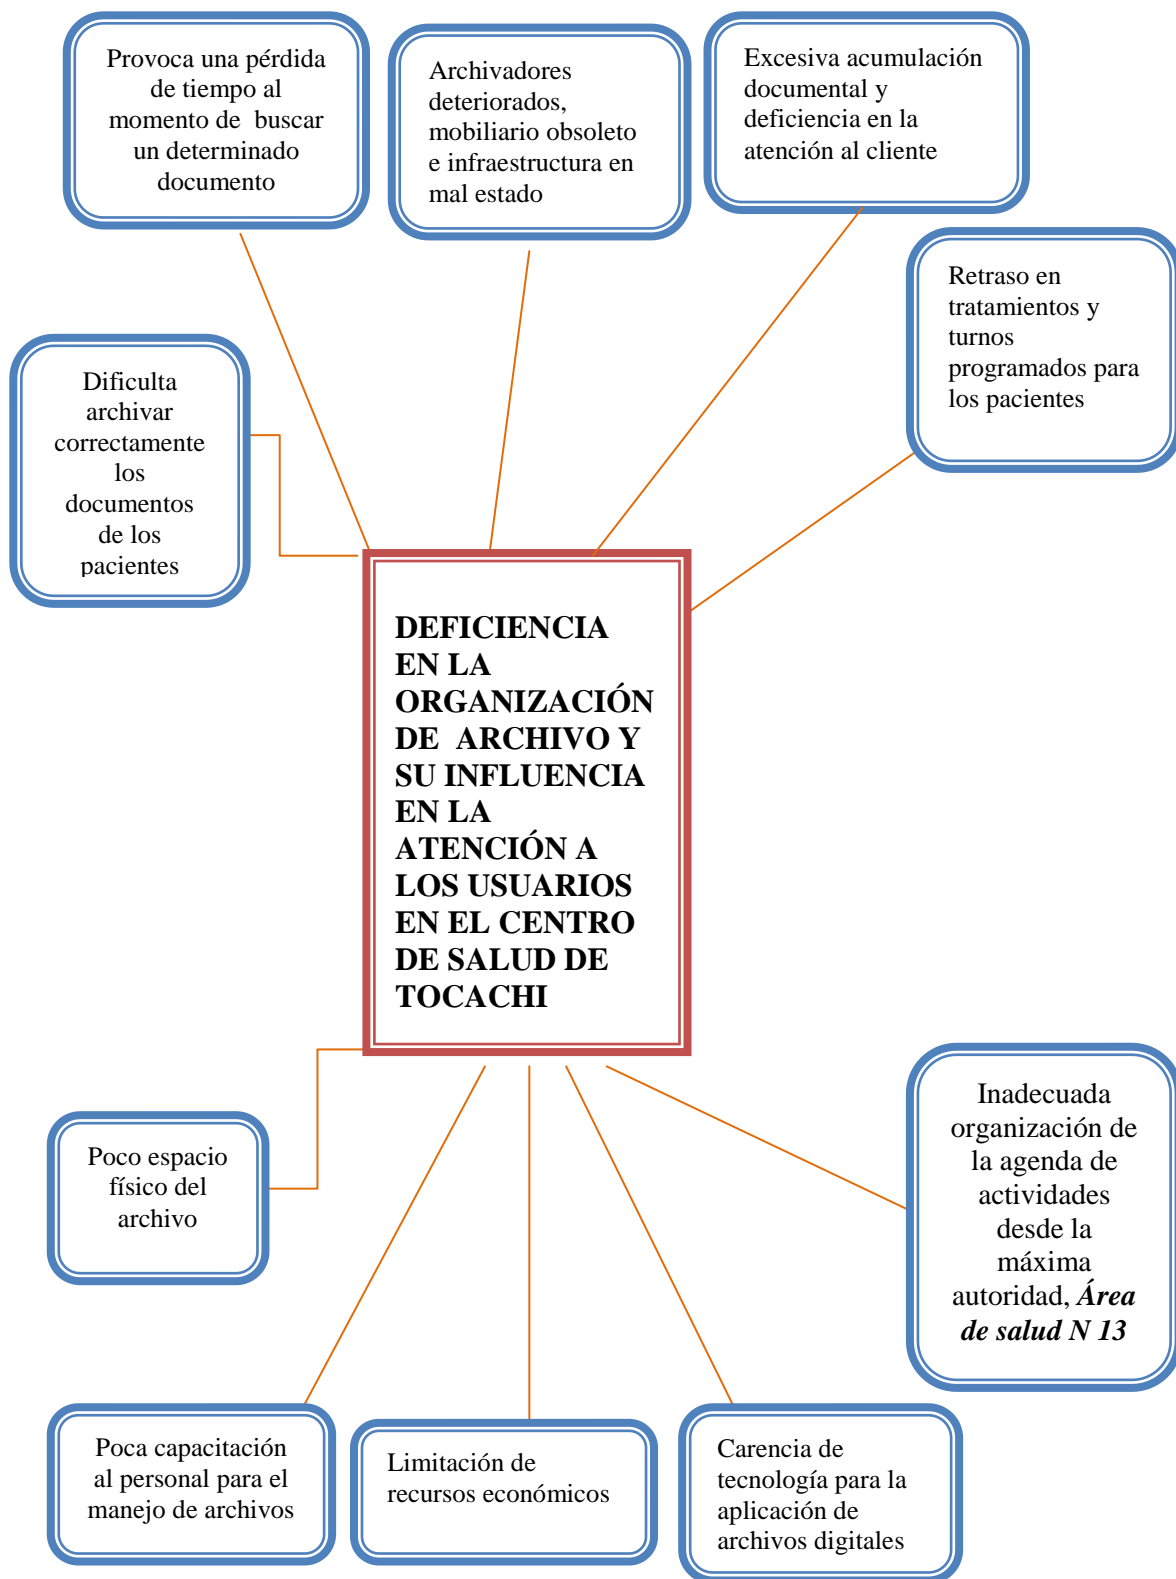 Provoca una pérdida
de tiempo al
momento de buscar
un determinado
documento
Archivadores
deteriorados,
mobiliario obsoleto
e infraestructura en
mal estado
Excesiva acumulación
documental y
deficiencia en la
atención al cliente
Retraso en
tratamientos y
turnos
programados para
los pacientes
Dificulta
archivar
correctamente
los
documentos
de los
pacientes
DEFICIENCIA
EN LA
ORGANIZACIÓN
DE ARCHIVO Y
SU INFLUENCIA
EN LA
ATENCIÓN A
LOS USUARIOS
EN EL CENTRO
DE SALUD DE
TOCACHI
Poco espacio
físico del
archivo
Inadecuada
organización de
la agenda de
actividades
desde la
máxima
autoridad, Área
de salud N 13
Poca capacitación
al personal para el
manejo de archivos
Limitación de
recursos económicos
Carencia de
tecnología para la
aplicación de
archivos digitales